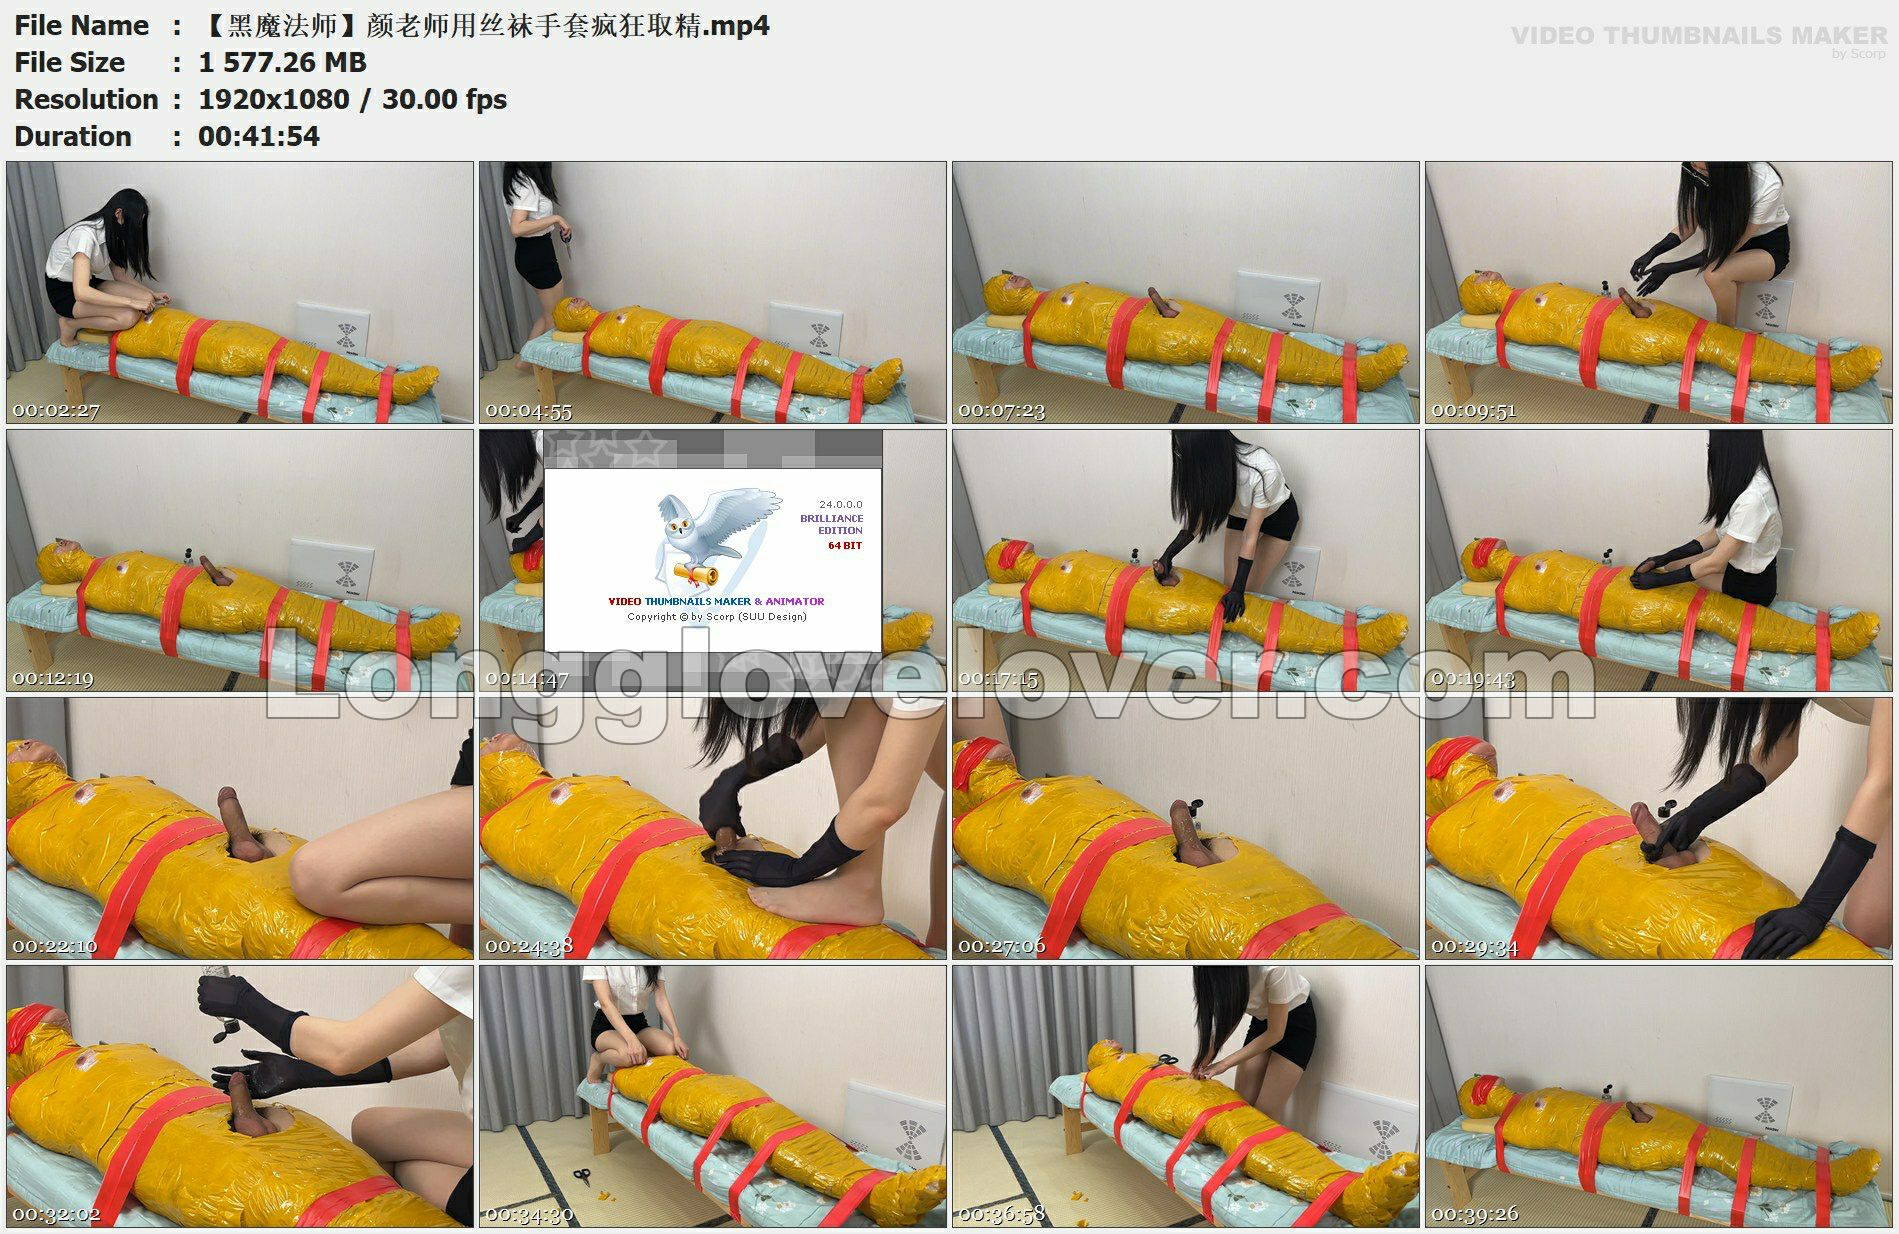 File Name : 【黑魔法师】颜老师用丝袜手套疯狂取精.mp4
VIDEO THUMBNAILS MAKER
by Scorp
File Size : 1 577.26 MB
Resolution : 1920x1080 / 30.00 fps
Duration : 00:41:54
00:02:27
00:04:55
00:07:23
00:09:51
24.0.0.0
BRILLIANCE
EDITION
64 BIT
VIDEO THUMBNAILS MAKER & ANIMATOR
Copyright © by Scorp (SUU Design)
00:12:19
00:14:47
00:17:15
00:19:43
Longglovelover.com
00:22:10
00:24:38
00:27:06
00:29:34
00:32:02
00:34:30
00:36:58
00:39:26